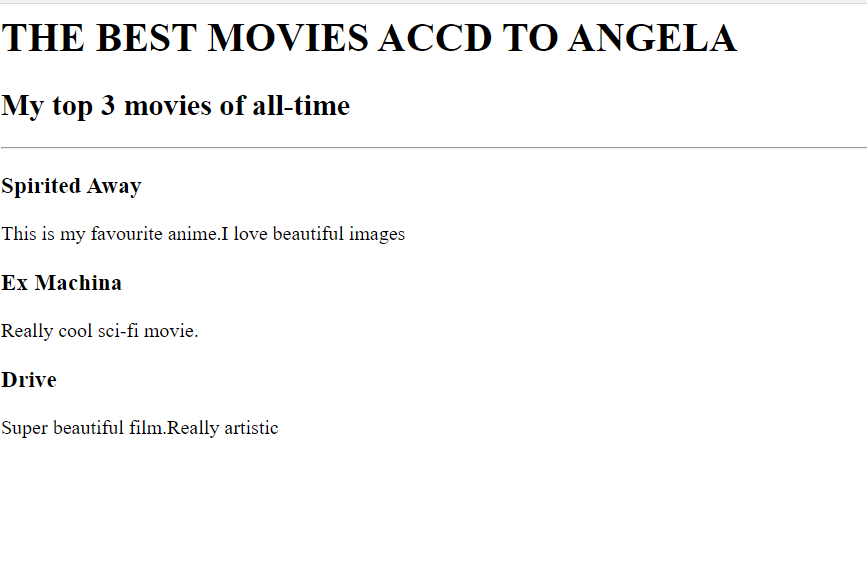 THE BEST MOVIES ACCD TO ANGELA
My top 3 movies of all-time
Spirited Away
This is my favourite anime.I love beautiful images
Ex Machina
Really cool sci-fi movie.
Drive
Super beautiful film.Really artistic